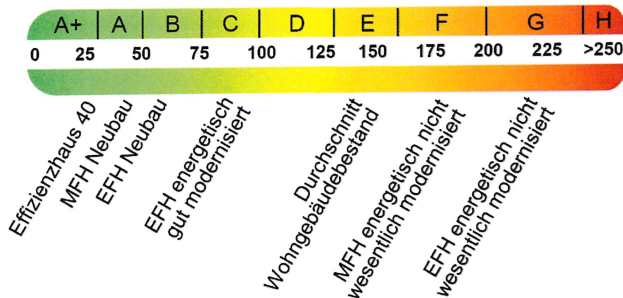 A+ A B C D E F G H
0 25 50 75 100 125 150 175 200 225 >250
Effizienzhaus 40
MFH Neubau
EFH Neubau
EFH energetisch
gut modernisiert
Durchschnitt
Wohngebäudebestand
MFH energetisch nicht
wesentlich modernisiert
EFH energetisch nicht
wesentlich modernisiert